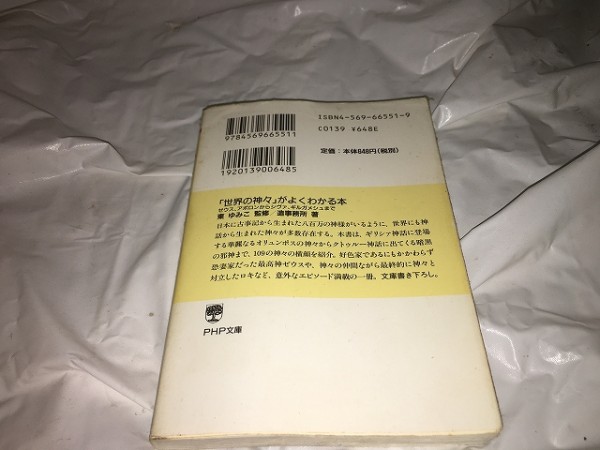 9784569665511
1920139006485
ISBN4-569-66551-9
C0139 ¥648E
定価:本体648円(税別)
「世界の神々」がよくわかる本
ゼウス、アポロンからシヴァ、ギルガメシュまで
東 ゆみこ 監修 造事務所 著
日本に古事記から生まれた八百万の神様がいるように、世界にも神
話から生まれた神々が多数存在する。本書は、ギリシア神話に登場
する華麗なるオリュンポスの神々からクトゥルー神話に出てくる暗黒
の邪神まで、109の神々の横顔を紹介。好色家であるにもかかわらず
恐妻家だった最高神ゼウスや、神々の仲間ながら最終的に神々と
対立したロキなど、意外なエピソード満載の一冊。文庫書き下ろし。
PHP文庫